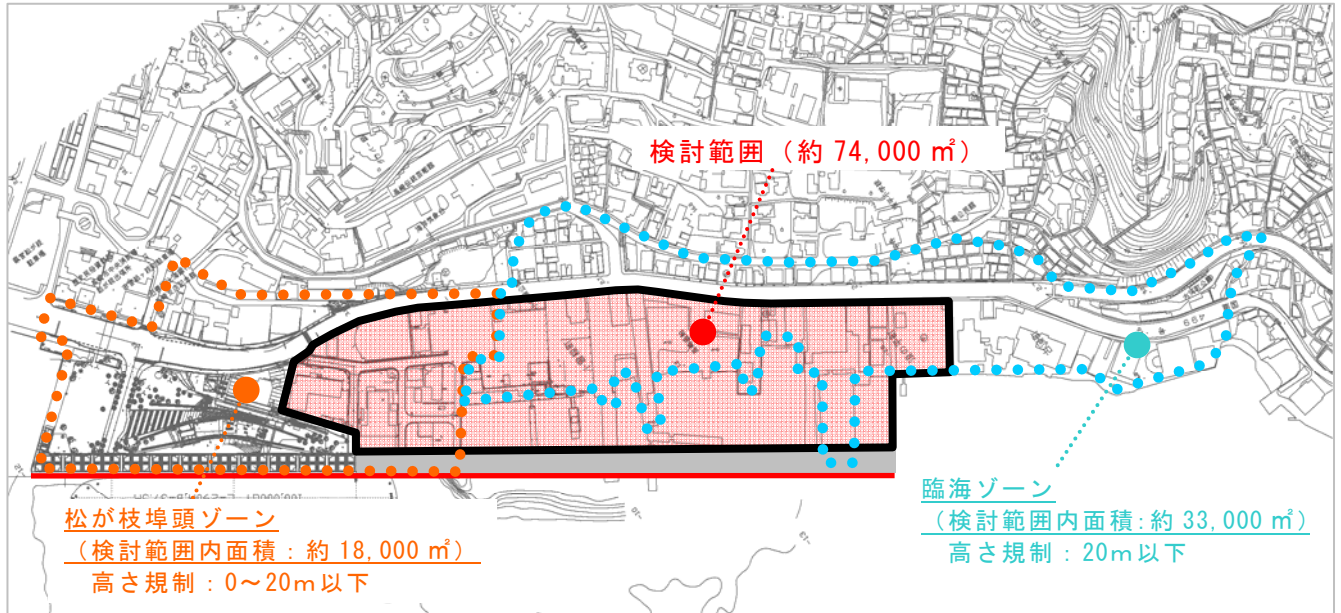 検討範囲（約 74,000 ㎡）
松が枝埠頭ゾーン
（検討範囲内面積：約 18,000 ㎡）
高さ規制：0～20m以下
臨海ゾーン
（検討範囲内面積：約 33,000 ㎡）
高さ規制：20m以下